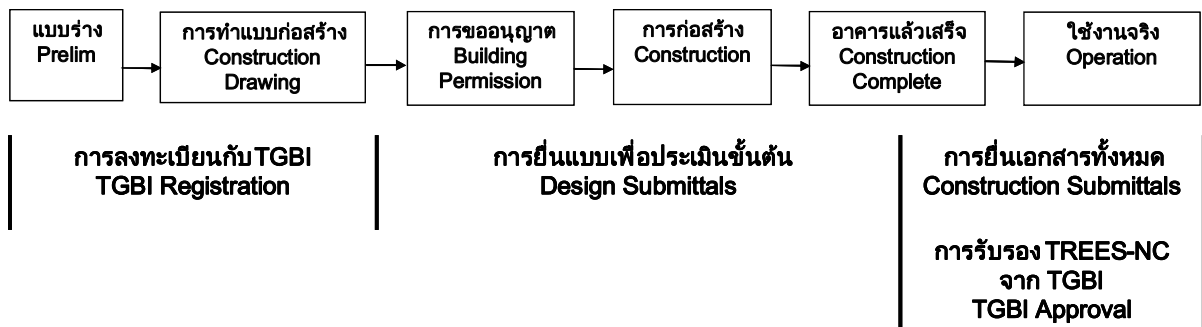 แบบร่าง
Prelim
การทำแบบก่อสร้าง
Construction
Drawing
การขออนุญาต
Building
Permission
การก่อสร้าง
Construction
อาคารแล้วเสร็จ
Construction
Complete
ใช้งานจริง
Operation
การลงทะเบียนกับ TGBI
TGBI Registration
การยื่นแบบเพื่อประเมินขั้นต้น
Design Submittals
การยื่นเอกสารทั้งหมด
Construction Submittals
การรับรอง TREES-NC
จาก TGBI
TGBI Approval